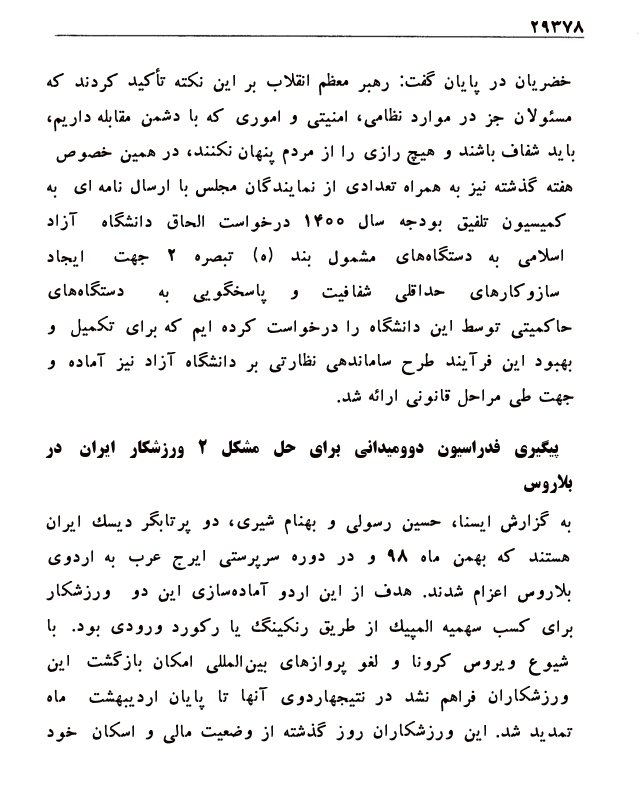 ۲۹۳۷۸
خضریان در پایان گفت: رهبر معظم انقلاب بر این نکته تأکید کردند که
مسئولان جز در موارد نظامی، امنیتی و اموری که با دشمن مقابله داریم،
باید شفاف باشند و هیچ رازی را از مردم پنهان نکنند، در همین خصوص
هفته گذشته نیز به همراه تعدادی از نمایندگان مجلس با ارسال نامه ای به
کمیسیون تلفیق بودجه سال ۱۴۰۰ درخواست الحاق دانشگاه آزاد
اسلامی به دستگاه‌های مشمول بند (ه) تبصره ۲ جهت ایجاد
سازوکارهای حداقلی شفافیت و پاسخگویی به دستگاه‌های
حاکمیتی توسط این دانشگاه را درخواست کرده ایم که برای تکمیل و
بهبود این فرآیند طرح ساماندهی نظارتی بر دانشگاه آزاد نیز آماده و
جهت طی مراحل قانونی ارائه شد.
پیگیری فدراسیون دوومیدانی برای حل مشکل ۲ ورزشکار ایران در
بلاروس
به گزارش ایسنا، حسین رسولی و بهنام شیری، دو پرتابگر دیسک ایران
هستند که بهمن ماه ۹۸ و در دوره سرپرستی ایرج عرب به اردوی
بلاروس اعزام شدند. هدف از این اردو آماده‌سازی این دو ورزشکار
برای کسب سهمیه المپیک از طریق رنکینگ یا رکورد ورودی بود. با
شیوع ویروس کرونا و لغو پروازهای بین‌المللی امکان بازگشت این
ورزشکاران فراهم نشد در نتیجهاردوی آنها تا پایان اردیبهشت ماه
تمدید شد. این ورزشکاران روز گذشته از وضعیت مالی و اسکان خود